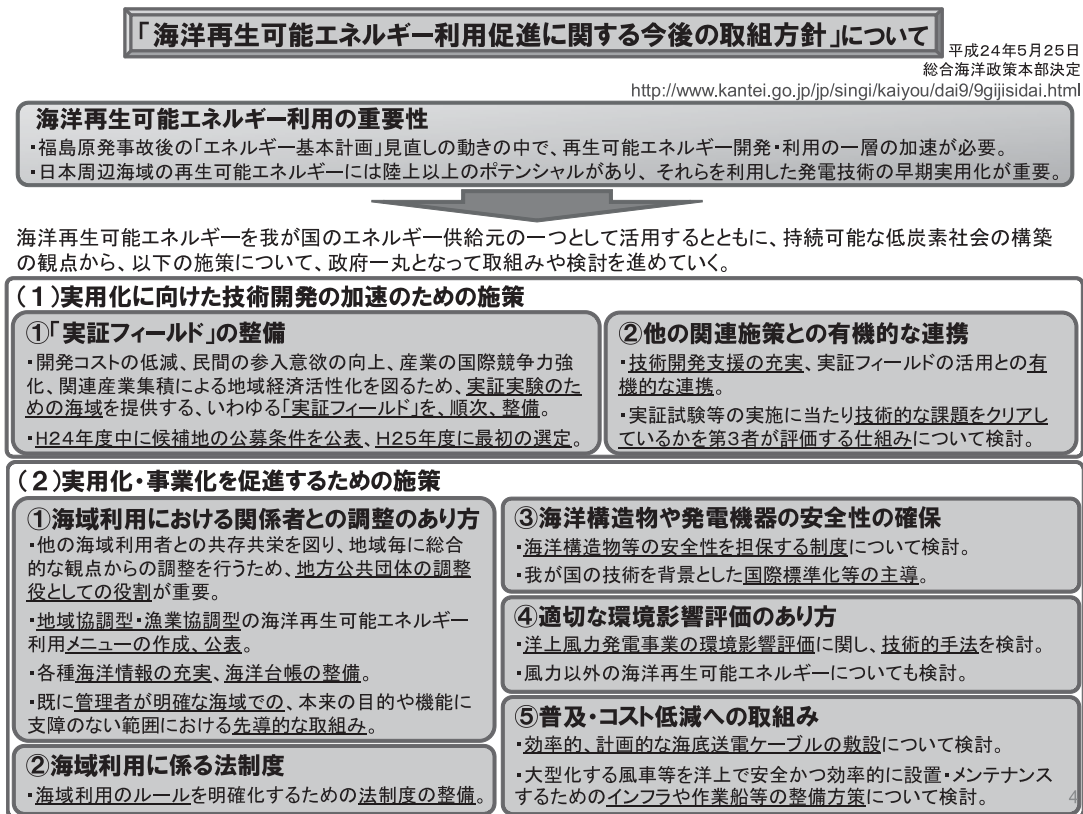 「海洋再生可能エネルギー利用促進に関する今後の取組方針」について
平成24年5月25日
総合海洋政策本部決定
http://www.kantei.go.jp/jp/singi/kaiyou/dai9/9gijisidai.html
海洋再生可能エネルギー利用の重要性
・福島原発事故後の「エネルギー基本計画」見直しの動きの中で、再生可能エネルギー開発・利用の一層の加速が必要。
・日本周辺海域の再生可能エネルギーには陸上以上のポテンシャルがあり、それらを利用した発電技術の早期実用化が重要。
海洋再生可能エネルギーを我が国のエネルギー供給元の一つとして活用するとともに、持続可能な低炭素社会の構築
の観点から、以下の施策について、政府一丸となって取組みや検討を進めていく。
(1)実用化に向けた技術開発の加速のための施策
①「実証フィールド」の整備
・開発コストの低減、民間の参入意欲の向上、産業の国際競争力強
化、関連産業集積による地域経済活性化を図るため、実証実験のた
めの海域を提供する、いわゆる「実証フィールド」を、順次、整備。
・H24年度中に候補地の公募条件を公表、H25年度に最初の選定。
②他の関連施策との有機的な連携
・技術開発支援の充実、実証フィールドの活用との有
機的な連携。
・実証試験等の実施に当たり技術的な課題をクリアし
ているかを第3者が評価する仕組みについて検討。
(2)実用化・事業化を促進するための施策
①海域利用における関係者との調整のあり方
・他の海域利用者との共存共栄を図り、地域毎に総合
的な観点からの調整を行うため、地方公共団体の調整
役としての役割が重要。
・地域協調型・漁業協調型の海洋再生可能エネルギー
利用メニューの作成、公表。
・各種海洋情報の充実、海洋台帳の整備。
・既に管理者が明確な海域での、本来の目的や機能に
支障のない範囲における先導的な取組み。
②海域利用に係る法制度
・海域利用のルールを明確化するための法制度の整備。
③海洋構造物や発電機器の安全性の確保
・海洋構造物等の安全性を担保する制度について検討。
・我が国の技術を背景とした国際標準化等の主導。
④適切な環境影響評価のあり方
・洋上風力発電事業の環境影響評価に関し、技術的手法を検討。
・風力以外の海洋再生可能エネルギーについても検討。
⑤普及・コスト低減への取組み
・効率的、計画的な海底送電ケーブルの敷設について検討。
・大型化する風車等を洋上で安全かつ効率的に設置・メンテナンス
するためのインフラや作業船等の整備方策について検討。
4